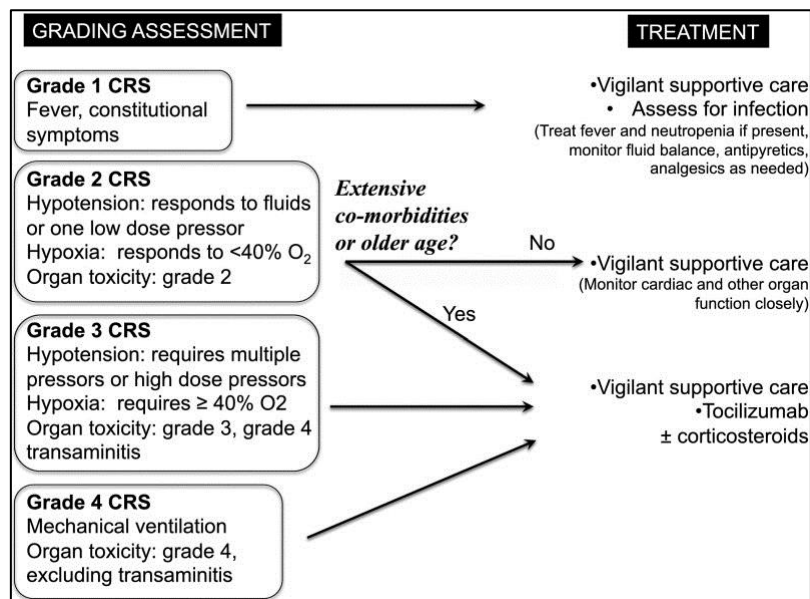 GRADING ASSESSMENT
TREATMENT
Grade 1 CRS
Fever, constitutional
symptoms
•Vigilant supportive care
• Assess for infection
(Treat fever and neutropenia if present,
monitor fluid balance, antipyretics,
analgesics as needed)
Grade 2 CRS
Hypotension: responds to fluids
or one low dose pressor
Hypoxia: responds to <40% O₂
Organ toxicity: grade 2
Extensive
co-morbidities
or older age?
No
Yes
•Vigilant supportive care
(Monitor cardiac and other organ
function closely)
Grade 3 CRS
Hypotension: requires multiple
pressors or high dose pressors
Hypoxia: requires ≥ 40% O2
Organ toxicity: grade 3, grade 4
transaminitis
•Vigilant supportive care
•Tocilizumab
± corticosteroids
Grade 4 CRS
Mechanical ventilation
Organ toxicity: grade 4,
excluding transaminitis